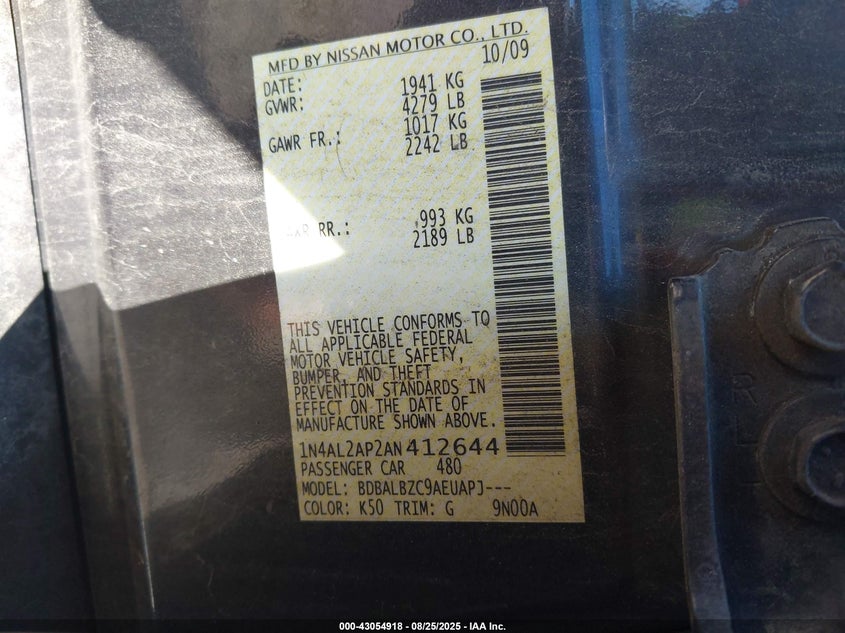 MFD BY NISSAN MOTOR CO., LTD.
10/09
DATE:
GVWR: 1941 KG
4279 LB
GAWR FR.: 1017 KG
2242 LB
RR.: 993 KG
2189 LB
THIS VEHICLE CONFORMS TO
ALL APPLICABLE FEDERAL
MOTOR VEHICLE SAFETY,
BUMPER, AND THEFT
PREVENTION STANDARDS IN
EFFECT ON THE DATE OF
MANUFACTURE SHOWN ABOVE.
1N4AL2AP2AN412644
PASSENGER CAR 480
MODEL: BDBALBZC9AEUAPJ---
COLOR: K50 TRIM: G 9N00A
R
L
000-43054918 - 08/25/2025 - IAA Inc.